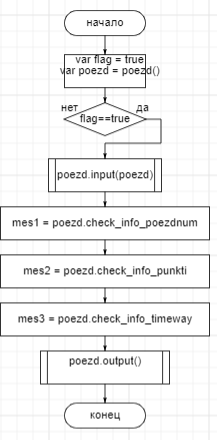 начало
var flag = true
var poezd = poezd()
нет да
flag==true
poezd.input(poezd)
mes1 = poezd.check_info_poezdnum
mes2 = poezd.check_info_punkti
mes3 = poezd.check_info_timeway
poezd.output()
конец